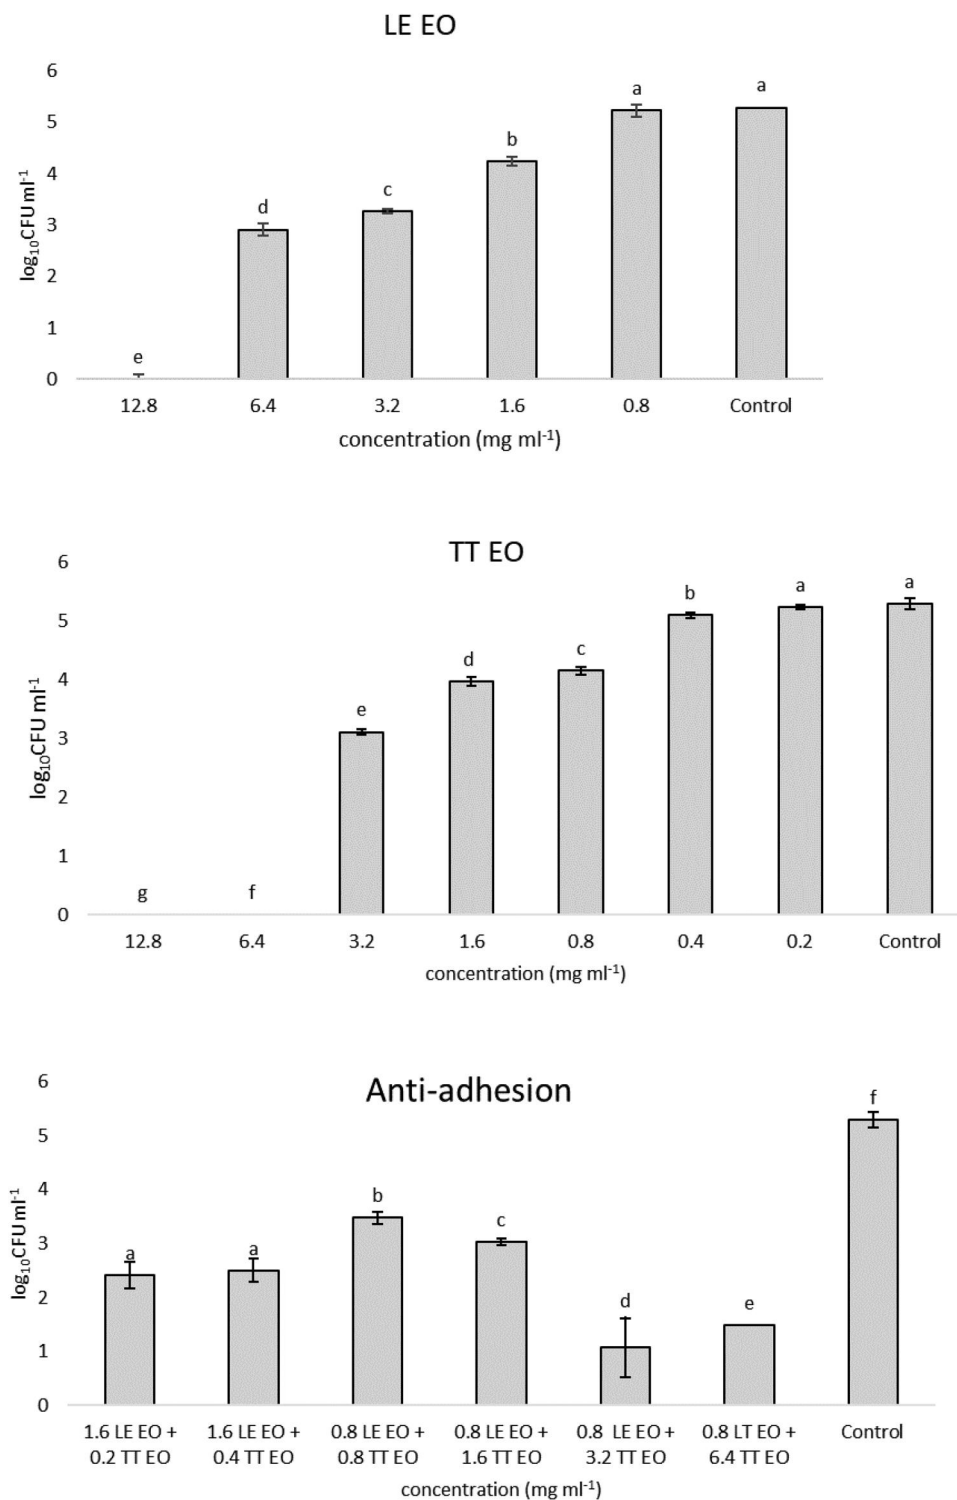 LE EO
6
5
4
3
2
1
0
log₁₀CFU ml⁻¹
e
d
c
b
a
a
12.8 6.4 3.2 1.6 0.8 Control
concentration (mg ml⁻¹)
TT EO
6
5
4
3
2
1
0
log₁₀CFU ml⁻¹
g
f
e
d
c
b
a
a
12.8 6.4 3.2 1.6 0.8 0.4 0.2 Control
concentration (mg ml⁻¹)
Anti-adhesion
6
5
4
3
2
1
0
log₁₀CFU ml⁻¹
a
a
b
c
d
e
f
1.6 LE EO + 1.6 LE EO + 0.8 LE EO + 0.8 LE EO + 0.8 LE EO + 0.8 LT EO + Control
0.2 TT EO 0.4 TT EO 0.8 TT EO 1.6 TT EO 3.2 TT EO 6.4 TT EO
concentration (mg ml⁻¹)